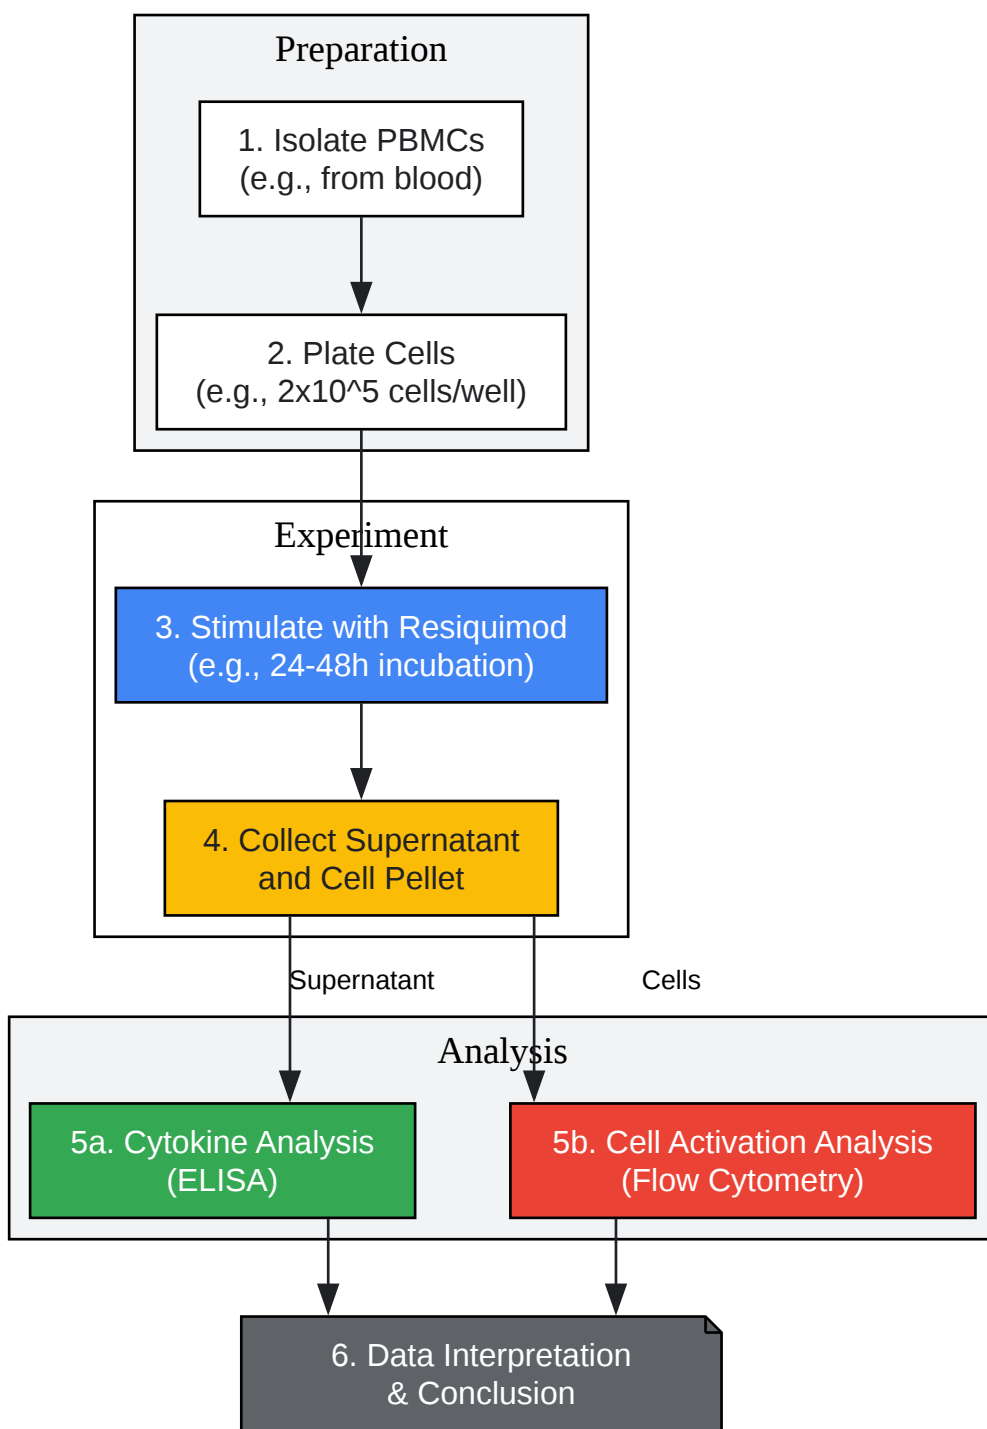 Preparation
1. Isolate PBMCs
(e.g., from blood)
2. Plate Cells
(e.g., 2x10^5 cells/well)
Experiment
3. Stimulate with Resiquimod
(e.g., 24-48h incubation)
4. Collect Supernatant
and Cell Pellet
Supernatant
Cells
Analysis
5a. Cytokine Analysis
(ELISA)
5b. Cell Activation Analysis
(Flow Cytometry)
6. Data Interpretation
& Conclusion